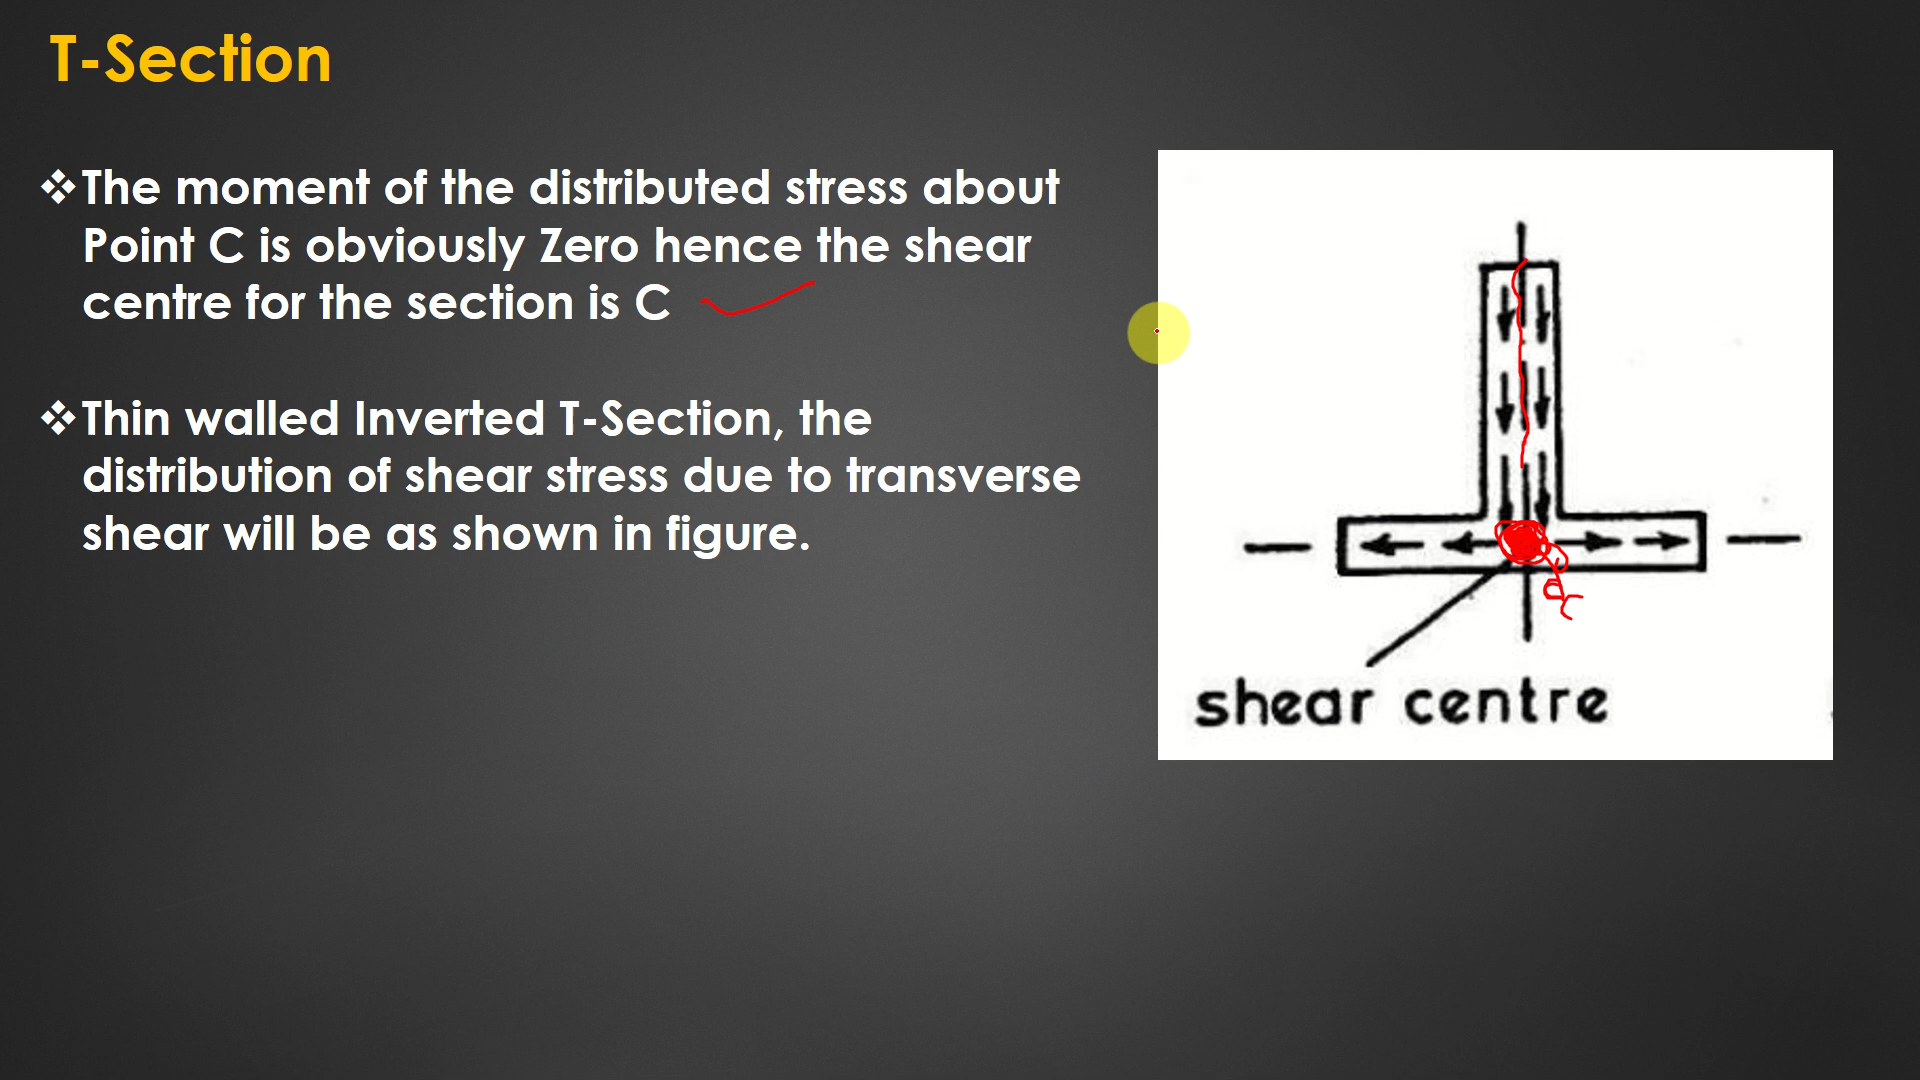 T-Section
❖The moment of the distributed stress about
Point C is obviously Zero hence the shear
centre for the section is C
❖Thin walled Inverted T-Section, the
distribution of shear stress due to transverse
shear will be as shown in figure.
shear centre